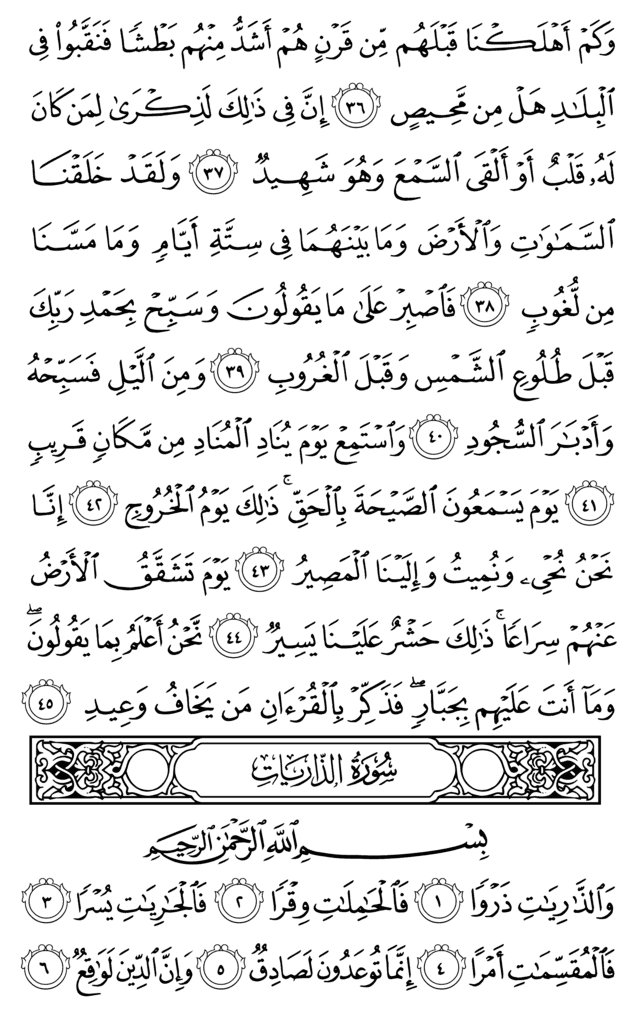 وَكَمْ أَهْلَكْنَا قَبْلَهُم مِّن قَرْنٍ هُمْ أَشَدُّ مِنْهُم بَطْشًا فَنَقَّبُوا۟ فِى
ٱلْبِلَـٰدِ هَلْ مِن مَّحِيصٍ ٣٦ إِنَّ فِى ذَٰلِكَ لَذِكْرَىٰ لِمَن كَانَ
لَهُۥ قَلْبٌ أَوْ أَلْقَى ٱلسَّمْعَ وَهُوَ شَهِيدٌ ٣٧ وَلَقَدْ خَلَقْنَا
ٱلسَّمَـٰوَٰتِ وَٱلْأَرْضَ وَمَا بَيْنَهُمَا فِى سِتَّةِ أَيَّامٍ وَمَا مَسَّنَا
مِن لُّغُوبٍ ٣٨ فَٱصْبِرْ عَلَىٰ مَا يَقُولُونَ وَسَبِّحْ بِحَمْدِ رَبِّكَ
قَبْلَ طُلُوعِ ٱلشَّمْسِ وَقَبْلَ ٱلْغُرُوبِ ٣٩ وَمِنَ ٱلَّيْلِ فَسَبِّحْهُ
وَأَدْبَـٰرَ ٱلسُّجُودِ ٤٠ وَٱسْتَمِعْ يَوْمَ يُنَادِ ٱلْمُنَادِ مِن مَّكَانٍ قَرِيبٍ
٤١ يَوْمَ يَسْمَعُونَ ٱلصَّيْحَةَ بِٱلْحَقِّ ۚ ذَٰلِكَ يَوْمُ ٱلْخُرُوجِ ٤٢ إِنَّا
نَحْنُ نُحْىِۦ وَنُمِيتُ وَإِلَيْنَا ٱلْمَصِيرُ ٤٣ يَوْمَ تَشَقَّقُ ٱلْأَرْضُ
عَنْهُمْ سِرَاعًا ۚ ذَٰلِكَ حَشْرٌ عَلَيْنَا يَسِيرٌ ٤٤ نَّحْنُ أَعْلَمُ بِمَا يَقُولُونَ ۖ
وَمَآ أَنتَ عَلَيْهِم بِجَبَّارٍ ۖ فَذَكِّرْ بِٱلْقُرْءَانِ مَن يَخَافُ وَعِيدِ ٤٥
سُورَةُ الذَّارِيَاتِ
بِسْمِ ٱللَّهِ ٱلرَّحْمَـٰنِ ٱلرَّحِيمِ
وَٱلذَّٰرِيَـٰتِ ذَرْوًا ١ فَٱلْحَـٰمِلَـٰتِ وِقْرًا ٢ فَٱلْجَـٰرِيَـٰتِ يُسْرًا ٣
فَٱلْمُقَسِّمَـٰتِ أَمْرًا ٤ إِنَّمَا تُوعَدُونَ لَصَادِقٌ ٥ وَإِنَّ ٱلدِّينَ لَوَٰقِعٌ ٦